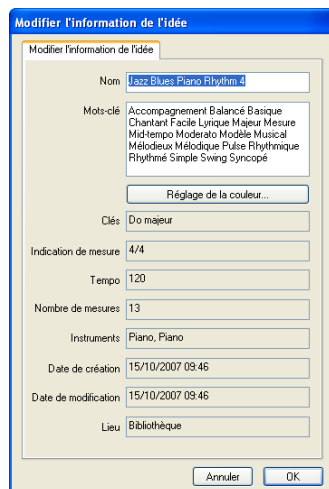 Modifier l'information de l'idée
Modifier l'information de l'idée
Nom Jazz Blues Piano Rhythm 4
Mots-clé Accompagnement Balancé Basique
Chantant Facile Lyrique Majeur Mesure
Mid-tempo Moderato Modèle Musical
Mélodieux Mélodique Pulse Rhythmique
Rhythmé Simple Swing Syncopé
Réglage de la couleur...
Clés Do majeur
Indication de mesure 4/4
Tempo 120
Nombre de mesures 13
Instruments Piano, Piano
Date de création 15/10/2007 09:46
Date de modification 15/10/2007 09:46
Lieu Bibliothèque
Annuler OK